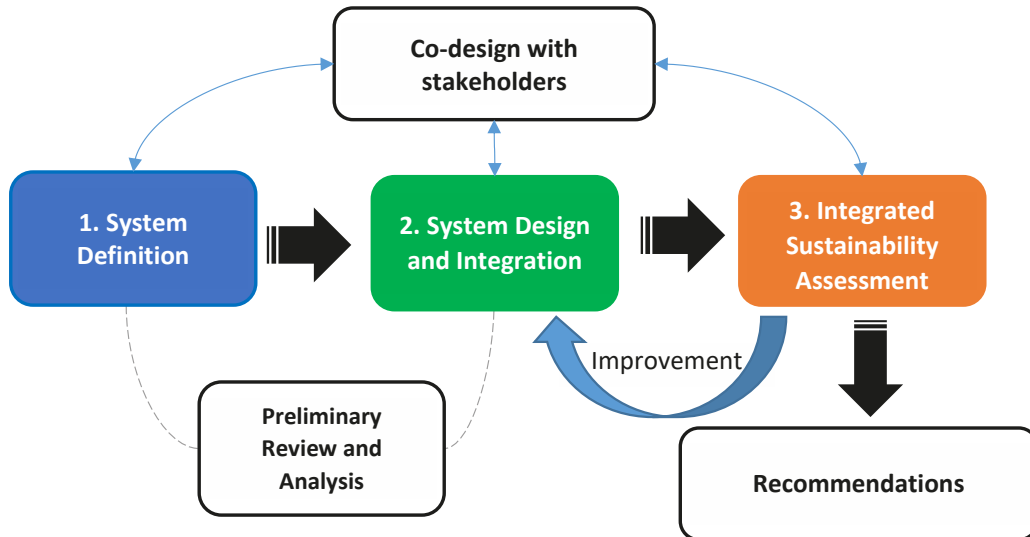 Co-design with
stakeholders
1. System
Definition
2. System Design
and Integration
3. Integrated
Sustainability
Assessment
Improvement
Preliminary
Review and
Analysis
Recommendations